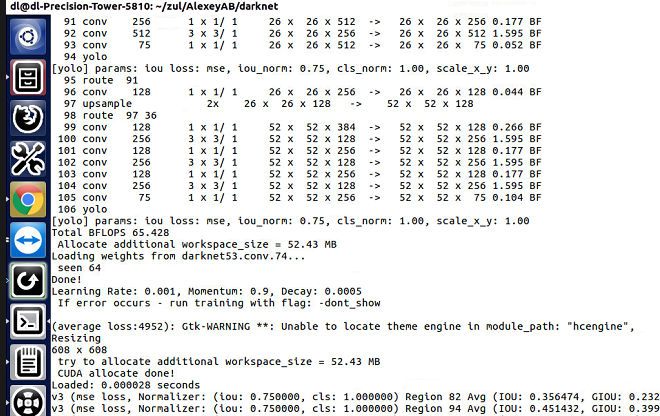 dl@dl-Precision-Tower-5810: ~/zul/AlexeyAB/darknet
91 conv 256 1 x 1/ 1 26 x 26 x 512 -> 26 x 26 x 256 0.177 BF
92 conv 512 3 x 3/ 1 26 x 26 x 256 -> 26 x 26 x 512 1.595 BF
93 conv 75 1 x 1/ 1 26 x 26 x 512 -> 26 x 26 x 75 0.052 BF
94 yolo
[yolo] params: iou loss: mse, iou_norm: 0.75, cls_norm: 1.00, scale_x_y: 1.00
95 route 91
96 conv 128 1 x 1/ 1 26 x 26 x 256 -> 26 x 26 x 128 0.044 BF
97 upsample 2x 26 x 26 x 128 -> 52 x 52 x 128
98 route 97 36
99 conv 128 1 x 1/ 1 52 x 52 x 384 -> 52 x 52 x 128 0.266 BF
100 conv 256 3 x 3/ 1 52 x 52 x 128 -> 52 x 52 x 256 1.595 BF
101 conv 128 1 x 1/ 1 52 x 52 x 256 -> 52 x 52 x 128 0.177 BF
102 conv 256 3 x 3/ 1 52 x 52 x 128 -> 52 x 52 x 256 1.595 BF
103 conv 128 1 x 1/ 1 52 x 52 x 256 -> 52 x 52 x 128 0.177 BF
104 conv 256 3 x 3/ 1 52 x 52 x 128 -> 52 x 52 x 256 1.595 BF
105 conv 75 1 x 1/ 1 52 x 52 x 256 -> 52 x 52 x 75 0.104 BF
106 yolo
[yolo] params: iou loss: mse, iou_norm: 0.75, cls_norm: 1.00, scale_x_y: 1.00
Total BFLOPS 65.428
Allocate additional workspace_size = 52.43 MB
Loading weights from darknet53.conv.74...
seen 64
Done!
Learning Rate: 0.001, Momentum: 0.9, Decay: 0.0005
If error occurs - run training with flag: -dont_show
(average loss:4952): Gtk-WARNING **: Unable to locate theme engine in module_path: "hcengine",
Resizing
608 x 608
try to allocate additional workspace_size = 52.43 MB
CUDA allocate done!
Loaded: 0.000028 seconds
v3 (mse loss, Normalizer: (iou: 0.750000, cls: 1.000000) Region 82 Avg (IOU: 0.356474, GIOU: 0.232
v3 (mse loss, Normalizer: (iou: 0.750000, cls: 1.000000) Region 94 Avg (IOU: 0.451432, GIOU: 0.399